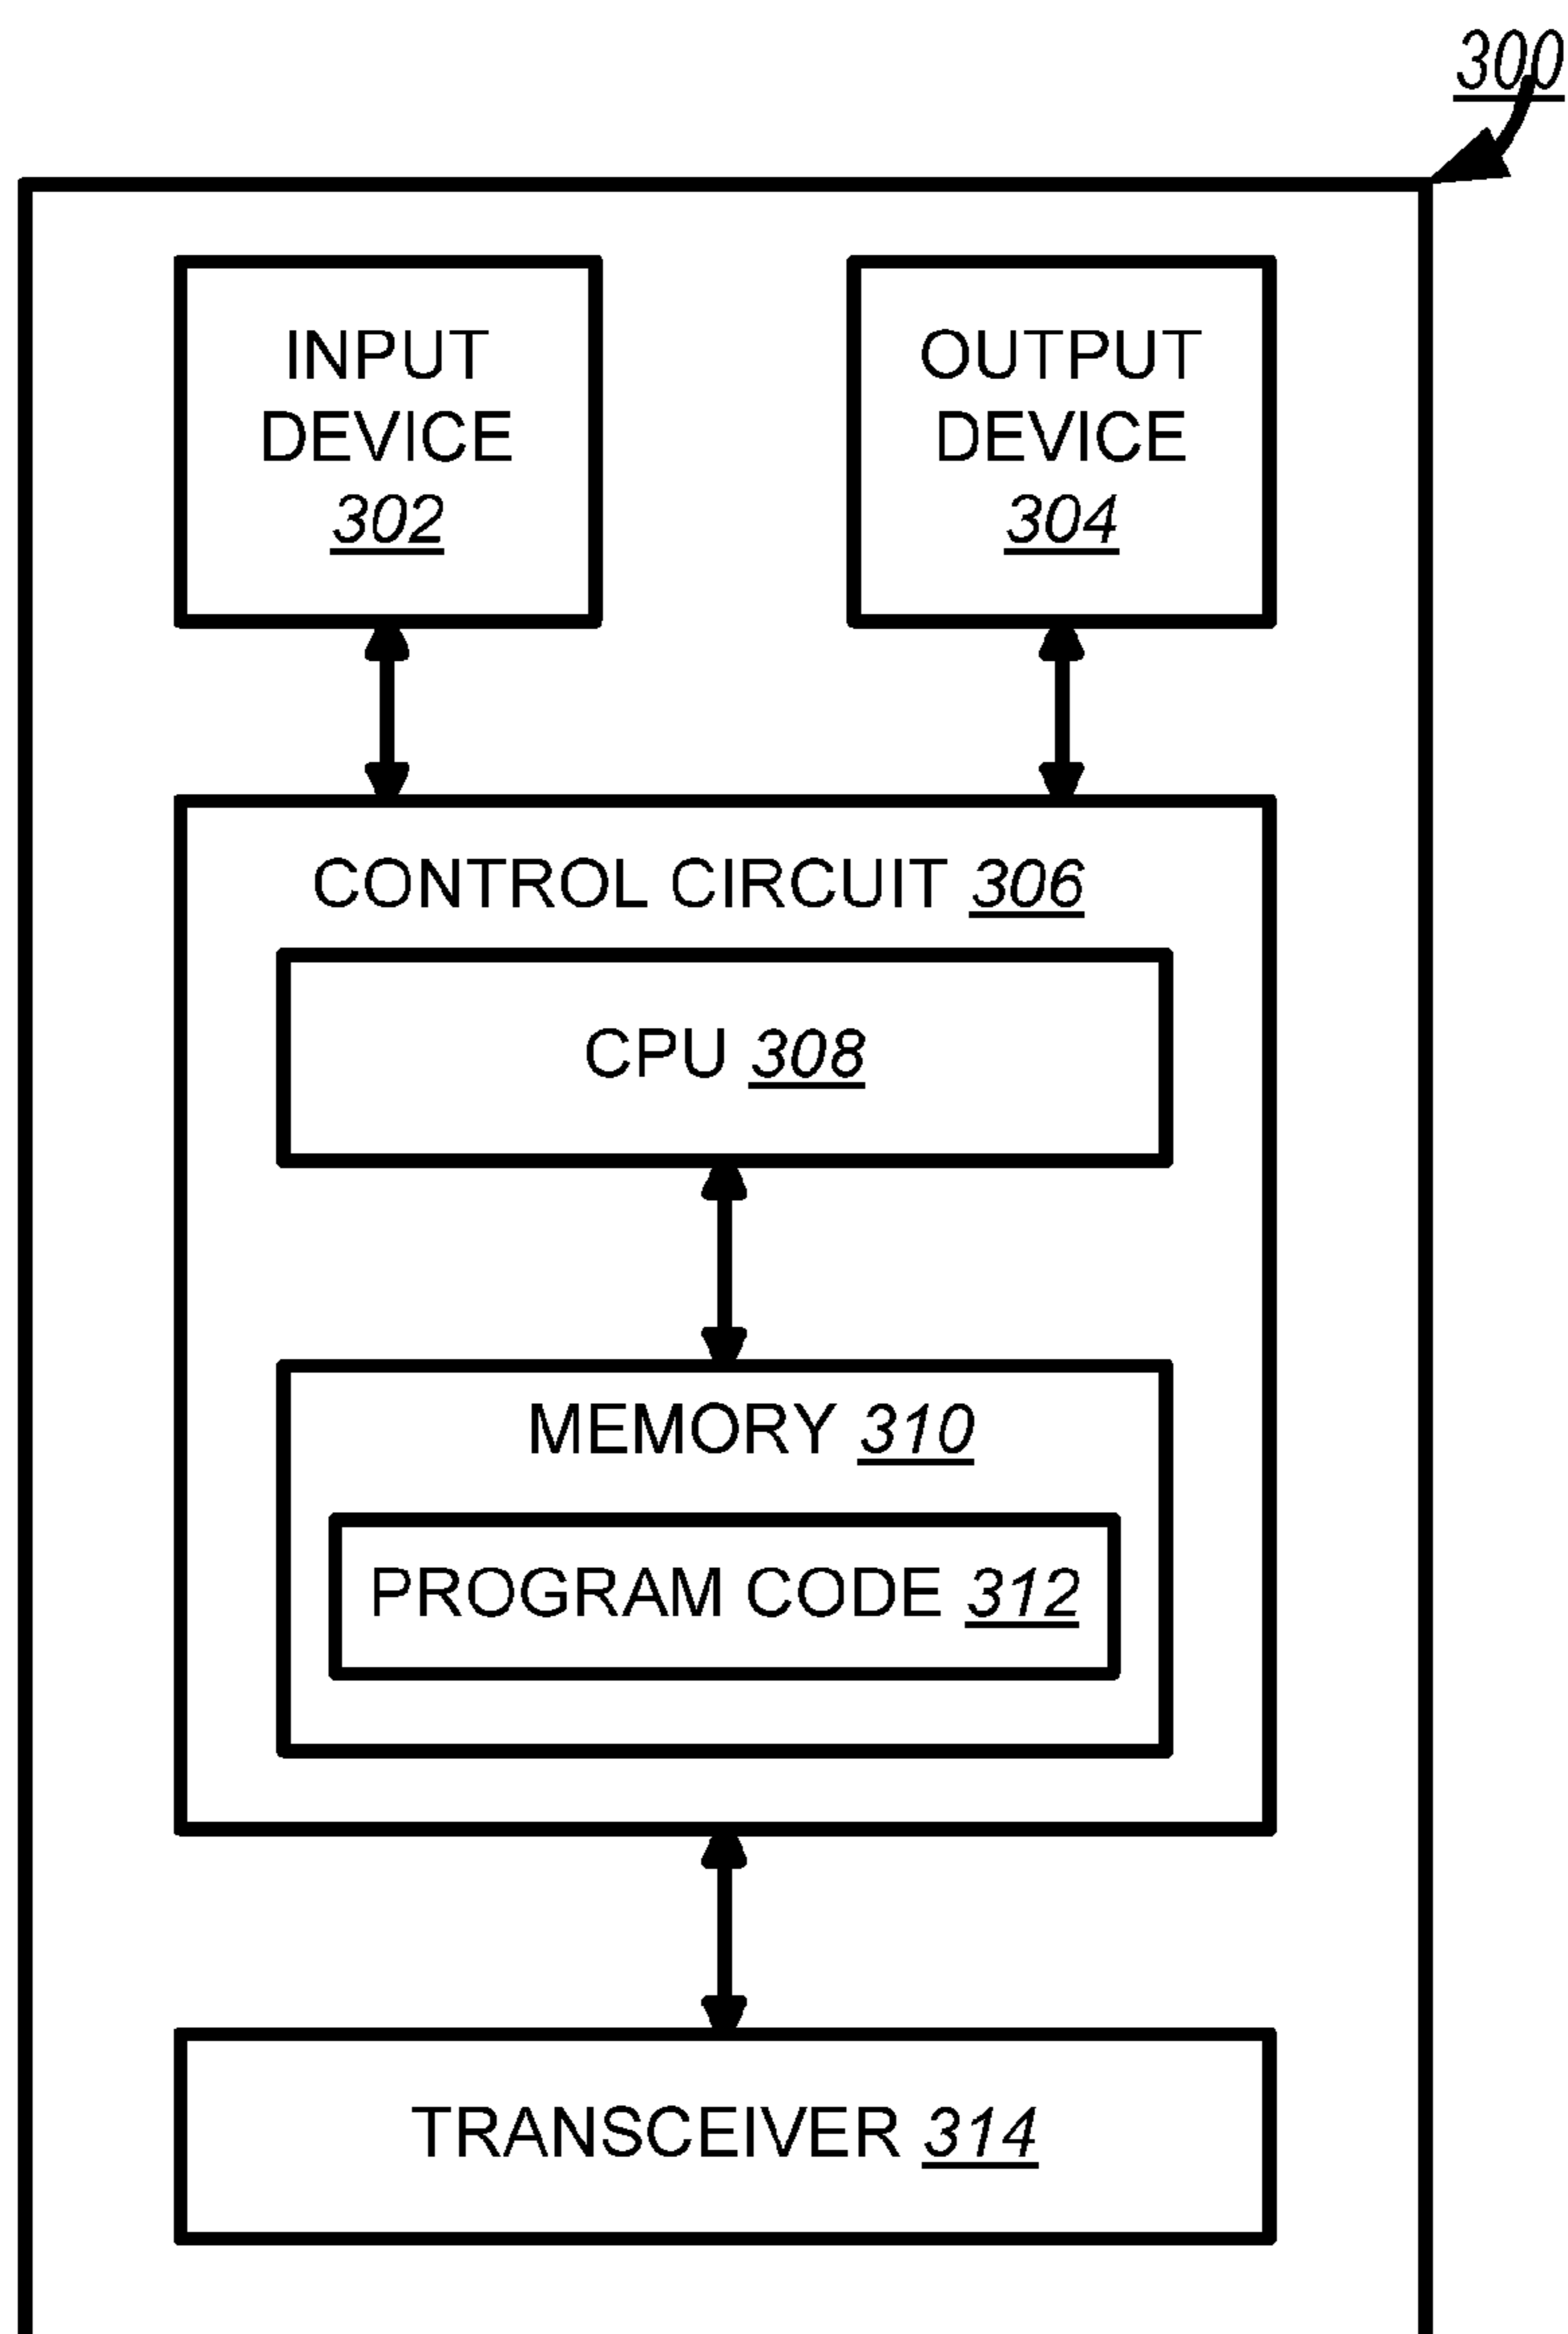 300
INPUT
DEVICE
302
OUTPUT
DEVICE
304
CONTROL CIRCUIT 306
CPU 308
MEMORY 310
PROGRAM CODE 312
TRANSCEIVER 314